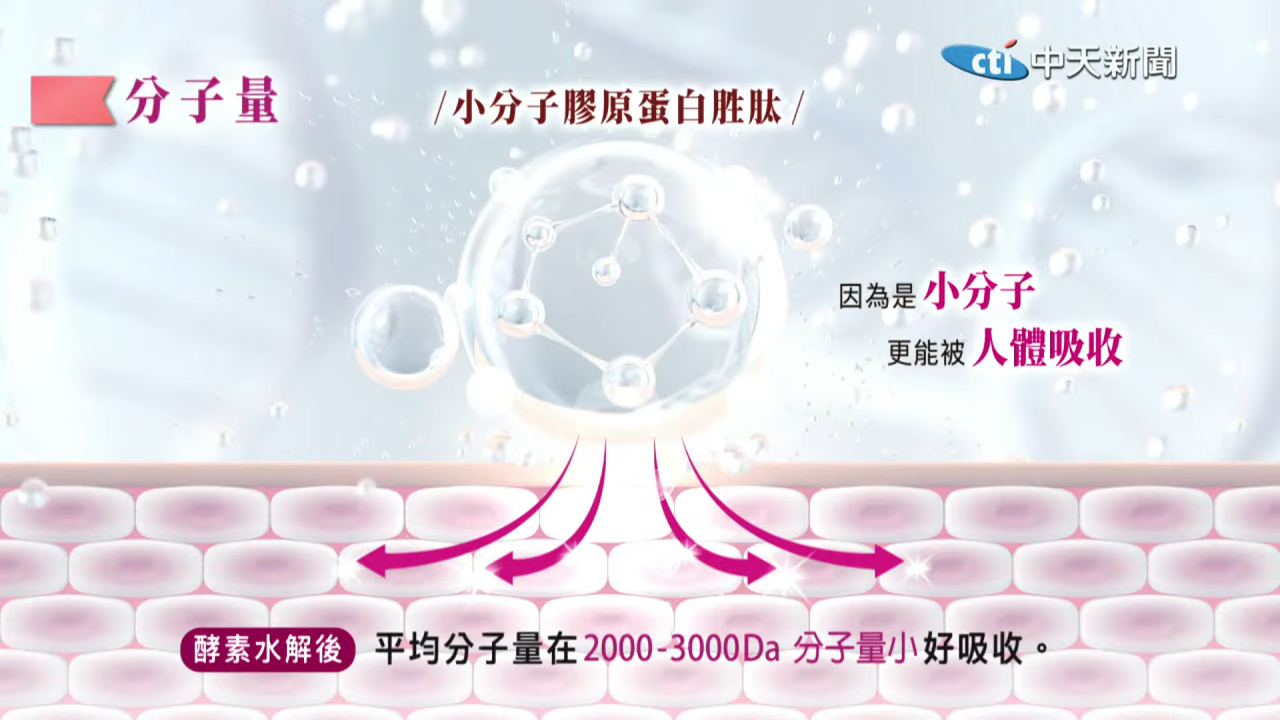 分子量
/小分子膠原蛋白胜肽/
cti 中天新聞
因為是 小分子
更能被 人體吸收
酵素水解後 平均分子量在2000-3000Da 分子量小好吸收。